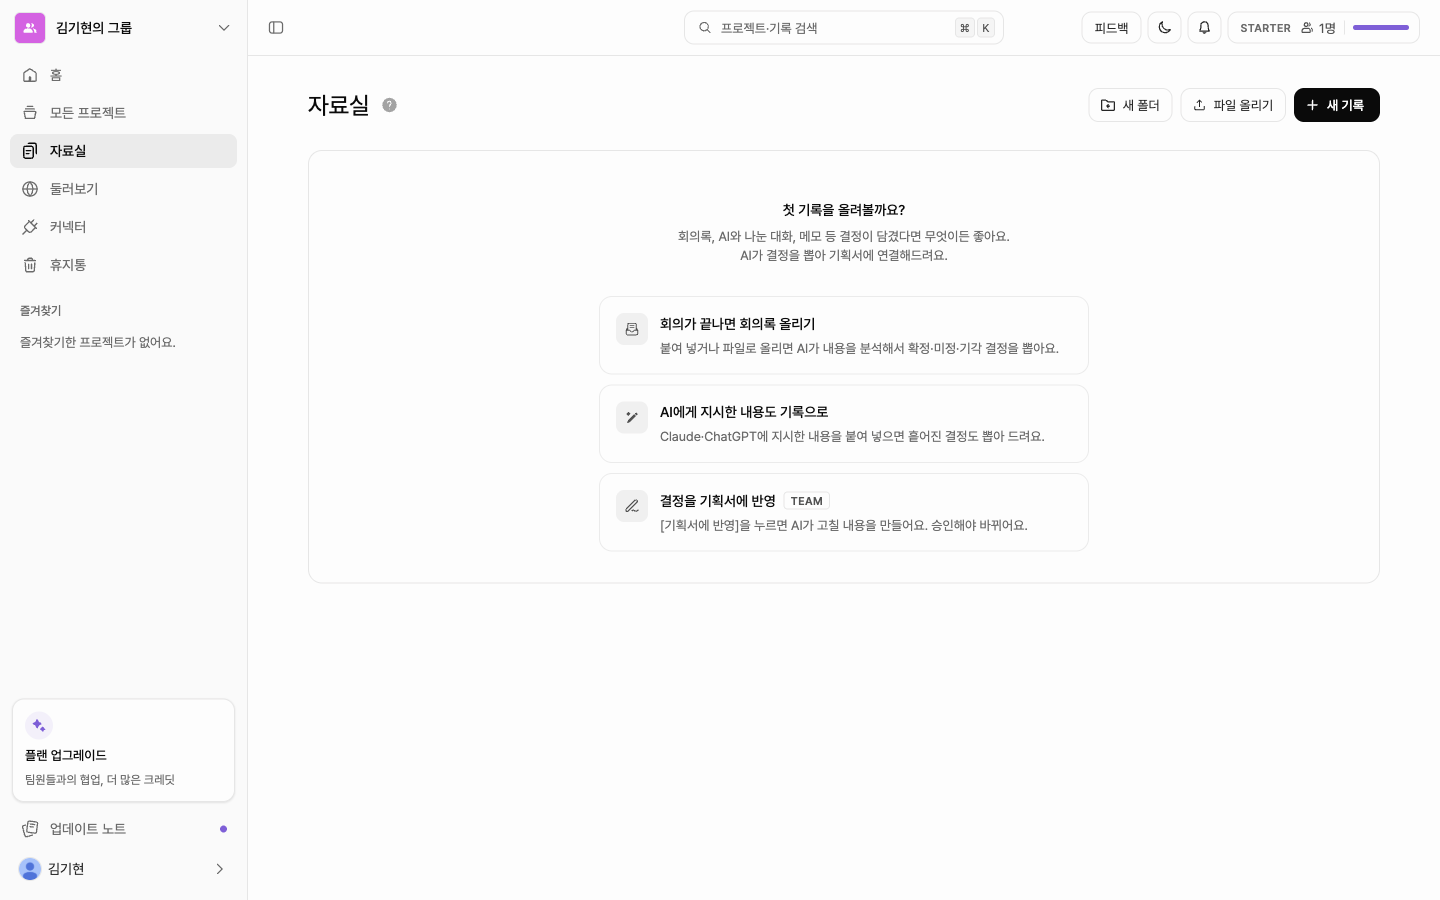 김기현의 그룹
홈
모든 프로젝트
자료실
둘러보기
커넥터
휴지통
즐겨찾기
즐겨찾기한 프로젝트가 없어요.
플랜 업그레이드
팀원들과의 협업, 더 많은 크레딧
업데이트 노트
김기현
프로젝트·기록 검색 ⌘ K
피드백
STARTER 1명
자료실 ?
새 폴더
파일 올리기
+ 새 기록
첫 기록을 올려볼까요?
회의록, AI와 나눈 대화, 메모 등 결정이 담겼다면 무엇이든 좋아요.
AI가 결정을 뽑아 기획서에 연결해드려요.
회의가 끝나면 회의록 올리기
붙여 넣거나 파일로 올리면 AI가 내용을 분석해서 확정·미정·기각 결정을 뽑아요.
AI에게 지시한 내용도 기록으로
Claude·ChatGPT에 지시한 내용을 붙여 넣으면 흩어진 결정도 뽑아 드려요.
결정을 기획서에 반영 TEAM
[기획서에 반영]을 누르면 AI가 고칠 내용을 만들어요. 승인해야 바뀌어요.